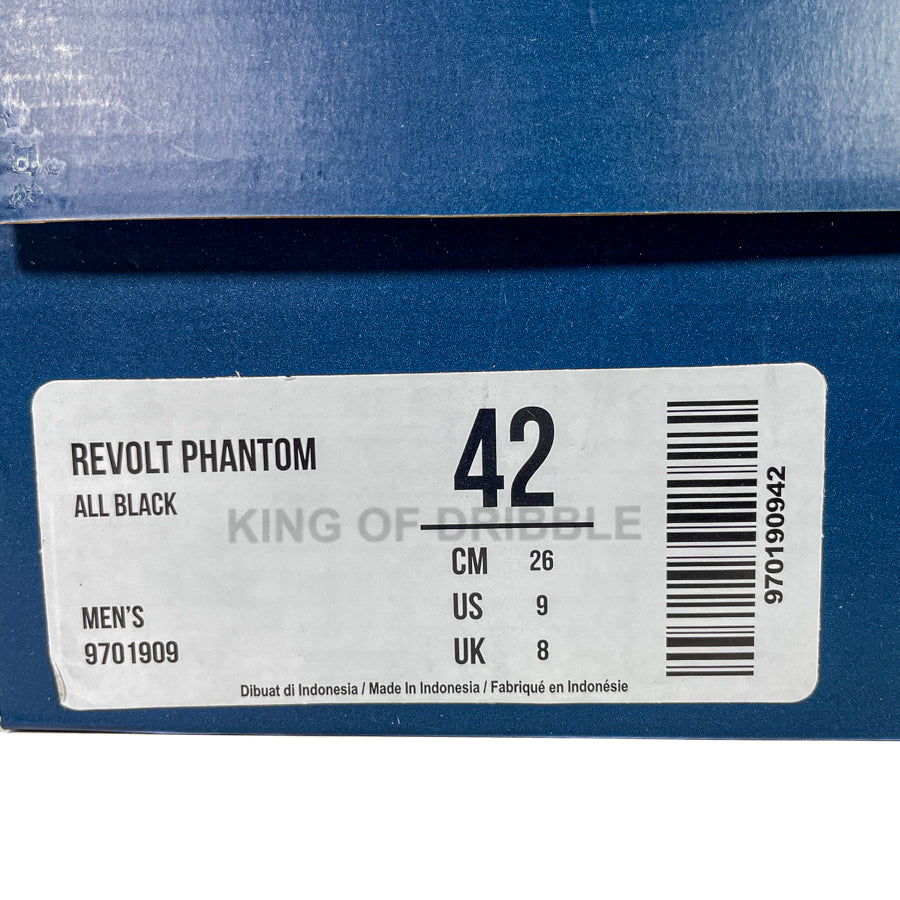 REVOLT PHANTOM
ALL BLACK
42
KING OF DRIBBLE
CM 26
US 9
UK 8
MEN'S
9701909
Dibuat di Indonesia / Made In Indonesia / Fabriqué en Indonésie
970190942